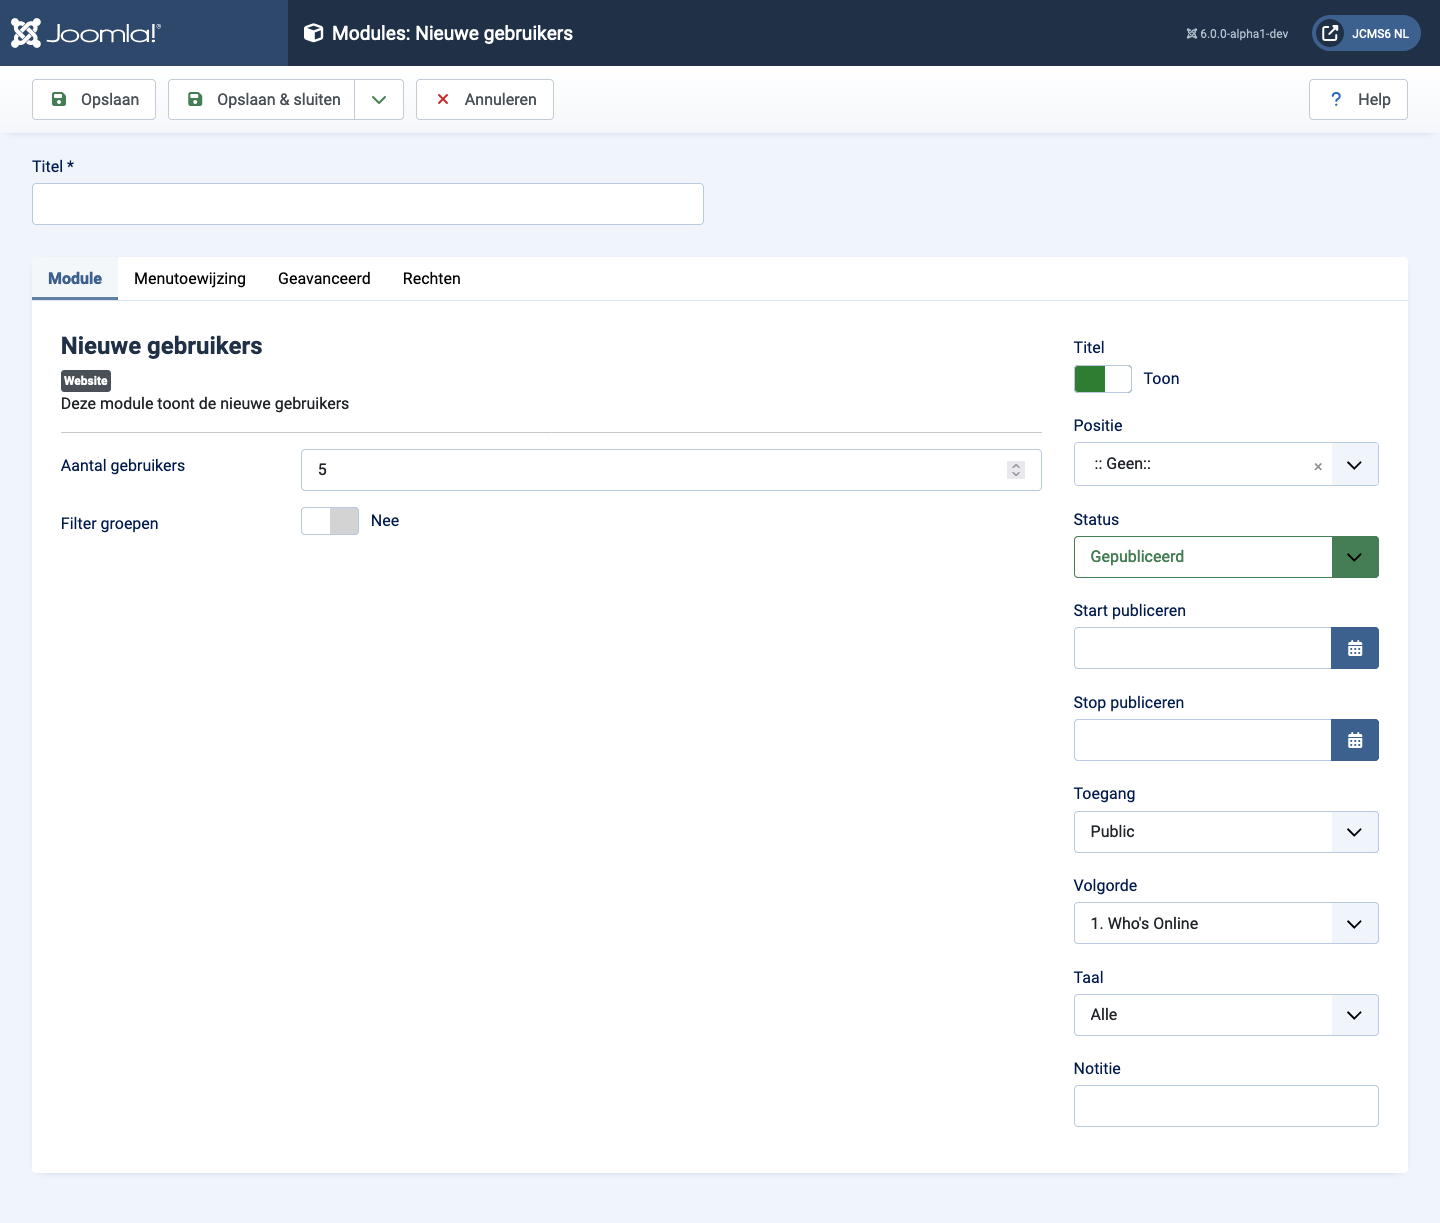 Joomla!®
Modules: Nieuwe gebruikers
6.0.0-alpha1-dev
JCMS6 NL
Opslaan
Opslaan & sluiten
Annuleren
? Help
Titel *
Module
Menutoewijzing
Geavanceerd
Rechten
Nieuwe gebruikers
Website
Deze module toont de nieuwe gebruikers
Aantal gebruikers
5
Filter groepen
Nee
Titel
Toon
Positie
:: Geen::
×
Status
Gepubliceerd
Start publiceren
Stop publiceren
Toegang
Public
Volgorde
1. Who's Online
Taal
Alle
Notitie